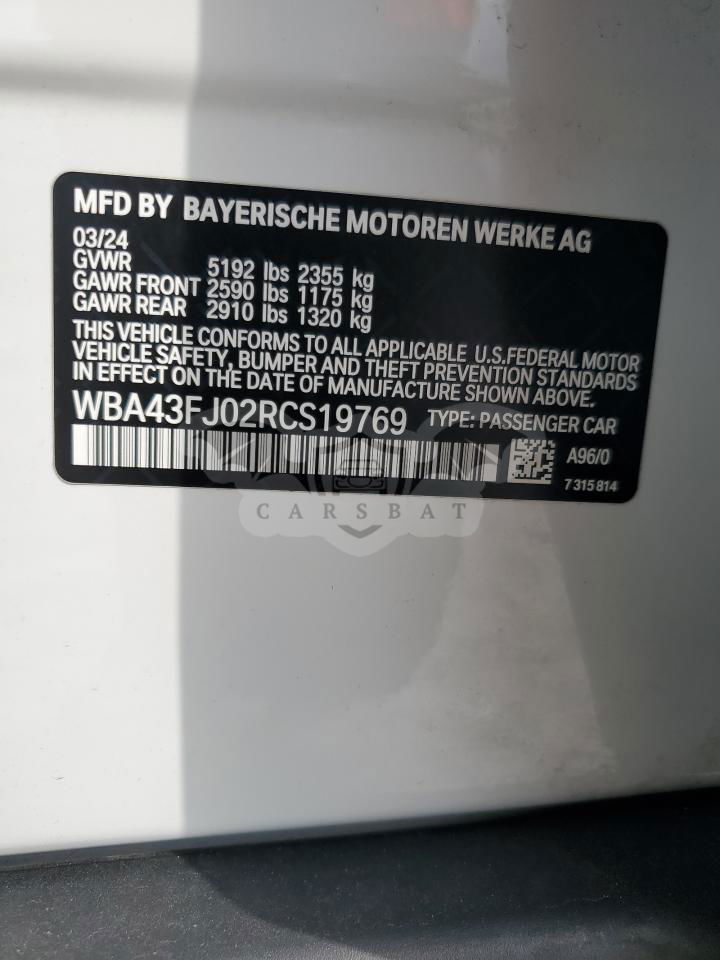 MFD BY BAYERISCHE MOTOREN WERKE AG
03/24
GVWR 5192 lbs 2355 kg
GAWR FRONT 2590 lbs 1175 kg
GAWR REAR 2910 lbs 1320 kg
THIS VEHICLE CONFORMS TO ALL APPLICABLE U.S.FEDERAL MOTOR
VEHICLE SAFETY, BUMPER AND THEFT PREVENTION STANDARDS
IN EFFECT ON THE DATE OF MANUFACTURE SHOWN ABOVE.
WBA43FJ02RCS19769 TYPE: PASSENGER CAR
A96/0
7 315 814
CARSBAT